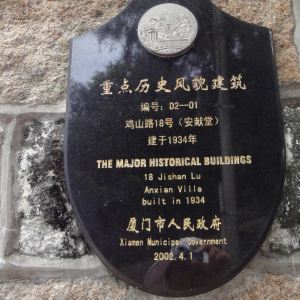 重点历史风貌建筑
编号：D2—01
鸡山路18号（安献堂）
建于1934年
THE MAJOR HISTORICAL BUILDINGS
18 Jishan Lu
Anxian Villa
built in 1934
厦门市人民政府
Xiamen Municipal Government
2002.4.1